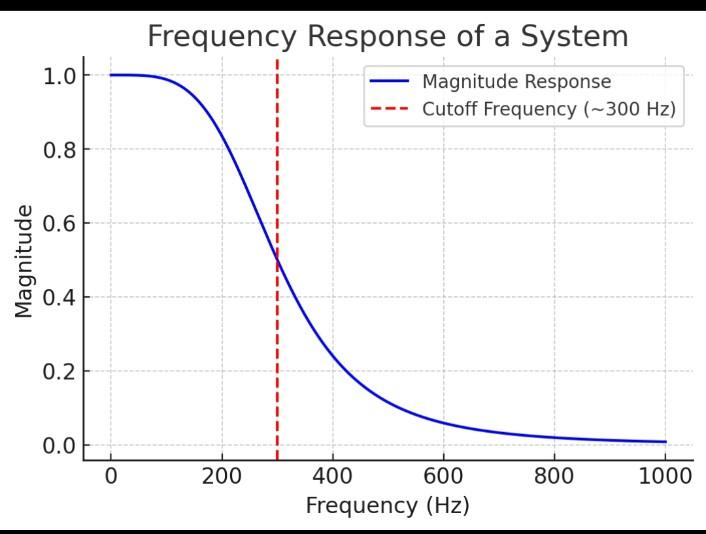 Frequency Response of a System
Magnitude Response
Cutoff Frequency (~300 Hz)
Magnitude
1.0
0.8
0.6
0.4
0.2
0.0
0 200 400 600 800 1000
Frequency (Hz)